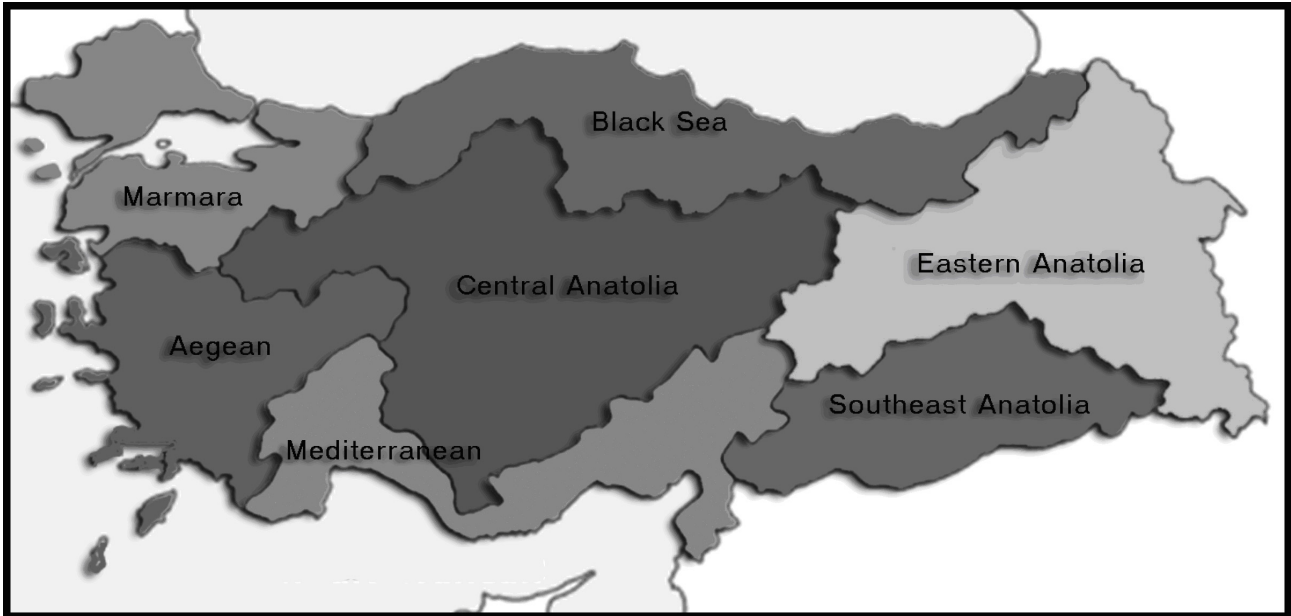 Black Sea
Marmara
Eastern Anatolia
Central Anatolia
Aegean
Southeast Anatolia
Mediterranean